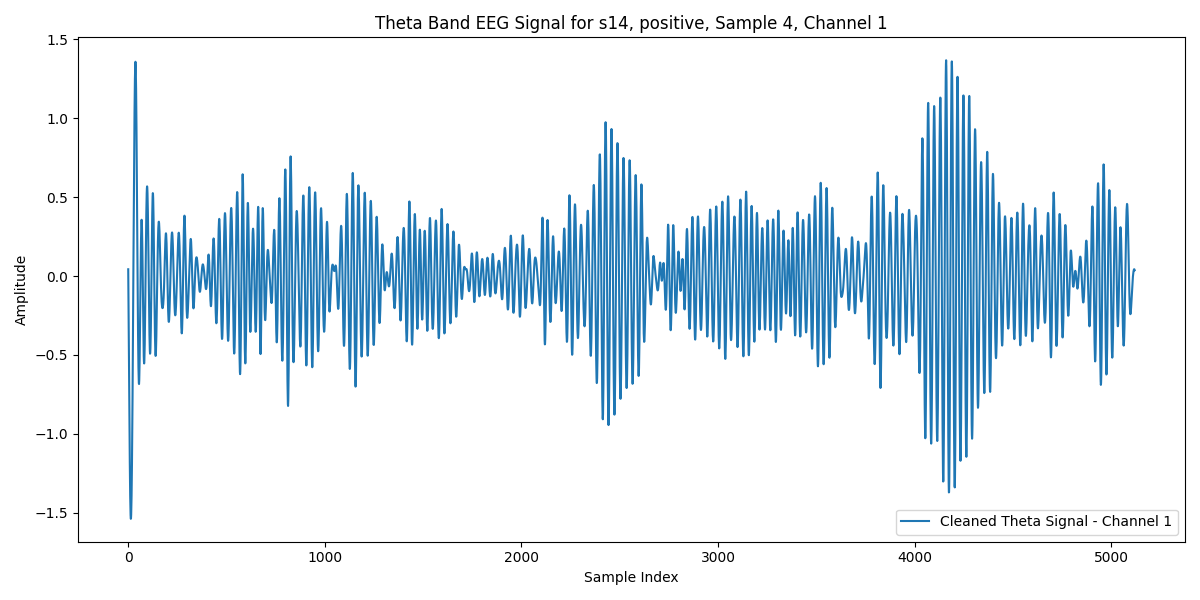 Theta Band EEG Signal for s14, positive, Sample 4, Channel 1
1.5
1.0
0.5
0.0
−0.5
−1.0
−1.5
Amplitude
0 1000 2000 3000 4000 5000
Sample Index
Cleaned Theta Signal - Channel 1